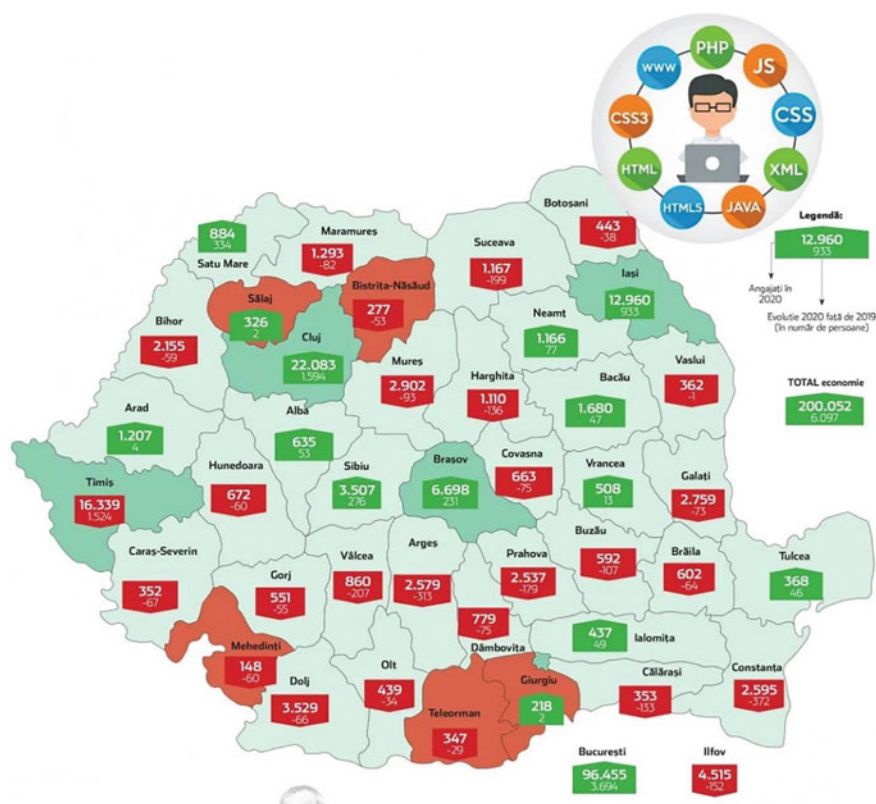 PHP
JS
WWW
CSS3
CSS
HTML
XML
HTML5
JAVA
Legendă:
12.960
933
Angajați în
2020
Evoluție 2020 față de 2019
[în număr de persoane]
TOTAL economie
200.052
6.097
Botoșani
443
-38
884
334
Satu Mare
Maramureș
1.293
-82
Suceava
1.167
-199
Iași
12.960
933
Sălaj
326
2
Bistrița-Năsăud
277
-53
Bihor
2.155
-59
Cluj
22.083
1.594
Neamț
1.166
77
Mureș
2.902
-93
Harghita
1.110
-136
Bacău
1.680
47
Vaslui
362
-1
Arad
1.207
4
Alba
635
53
Timiș
16.339
1.524
Hunedoara
672
-60
Sibiu
3.507
276
Brașov
6.698
231
Covasna
663
-75
Vrancea
508
13
Galați
2.759
-73
Caraș-Severin
352
-67
Gorj
551
-55
Vâlcea
860
-207
Argeș
2.579
-313
Prahova
2.537
-179
Buzău
592
-107
Brăila
602
-64
Tulcea
368
46
779
-75
Dâmbovița
437
49
Ialomița
Mehedinți
148
-60
Dolj
3.529
-66
Olt
439
-34
Teleorman
347
-29
Giurgiu
218
2
Călărași
353
-133
Constanța
2.595
-372
București
96.455
3.694
Ilfov
4.515
-152